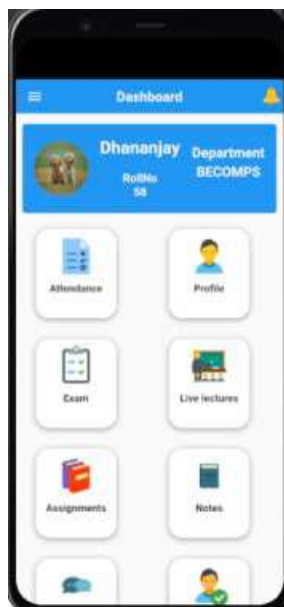 Dashboard
Dhananjay
RollNo
58
Department
BECOMPS
Attendance
Profile
Exam
Live lectures
Assignments
Notes